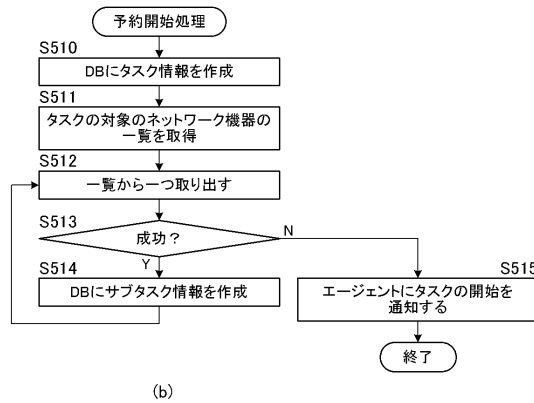 予約開始処理
S510
DBにタスク情報を作成
S511
タスクの対象のネットワーク機器の
一覧を取得
S512
一覧から一つ取り出す
S513
成功?
N
Y
S514
DBにサブタスク情報を作成
S515
エージェントにタスクの開始を
通知する
終了
(b)